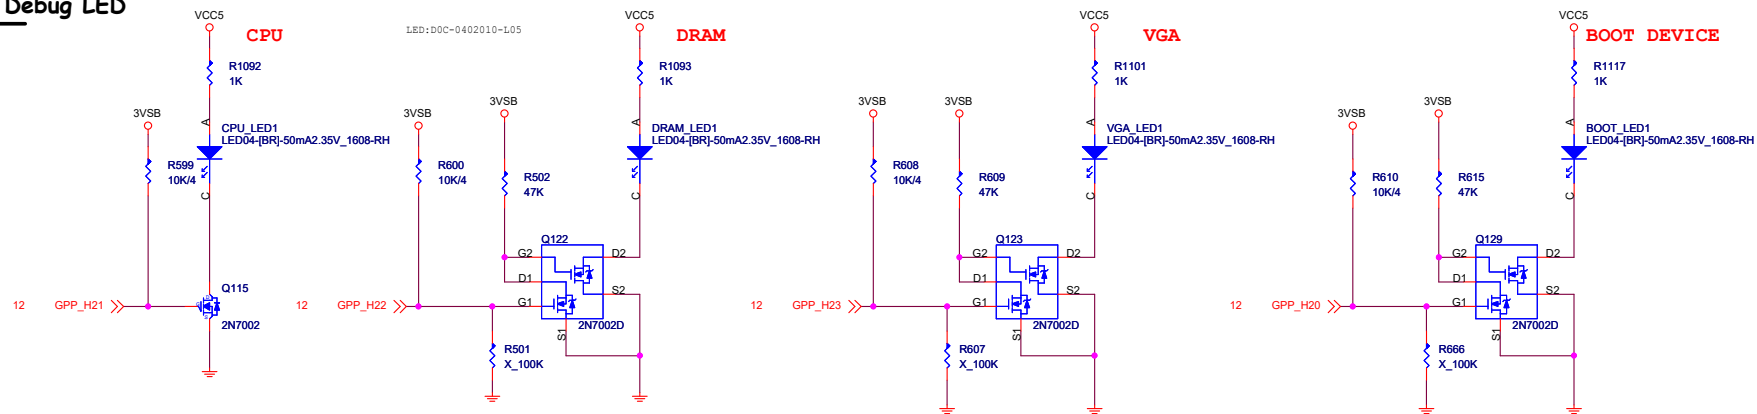 Debug LED
LED:D0C-0402010-L05
VCC5
CPU
R1092
1K
3VSB
A
CPU_LED1
LED04-[BR]-50mA2.35V_1608-RH
R599
10K/4
C
Q115
12
GPP_H21
2N7002
VCC5
DRAM
R1093
1K
3VSB
3VSB
A
DRAM_LED1
LED04-[BR]-50mA2.35V_1608-RH
R600
10K/4
R502
47K
C
Q122
G2
D2
D1
S2
12
GPP_H22
G1
2N7002D
S1
R501
X_100K
VCC5
VGA
R1101
1K
3VSB
3VSB
A
VGA_LED1
LED04-[BR]-50mA2.35V_1608-RH
R608
10K/4
R609
47K
C
Q123
G2
D2
D1
S2
12
GPP_H23
G1
2N7002D
S1
R607
X_100K
VCC5
BOOT DEVICE
R1117
1K
3VSB
3VSB
A
BOOT_LED1
LED04-[BR]-50mA2.35V_1608-RH
R610
10K/4
R615
47K
C
Q129
G2
D2
D1
S2
12
GPP_H20
G1
2N7002D
S1
R666
X_100K